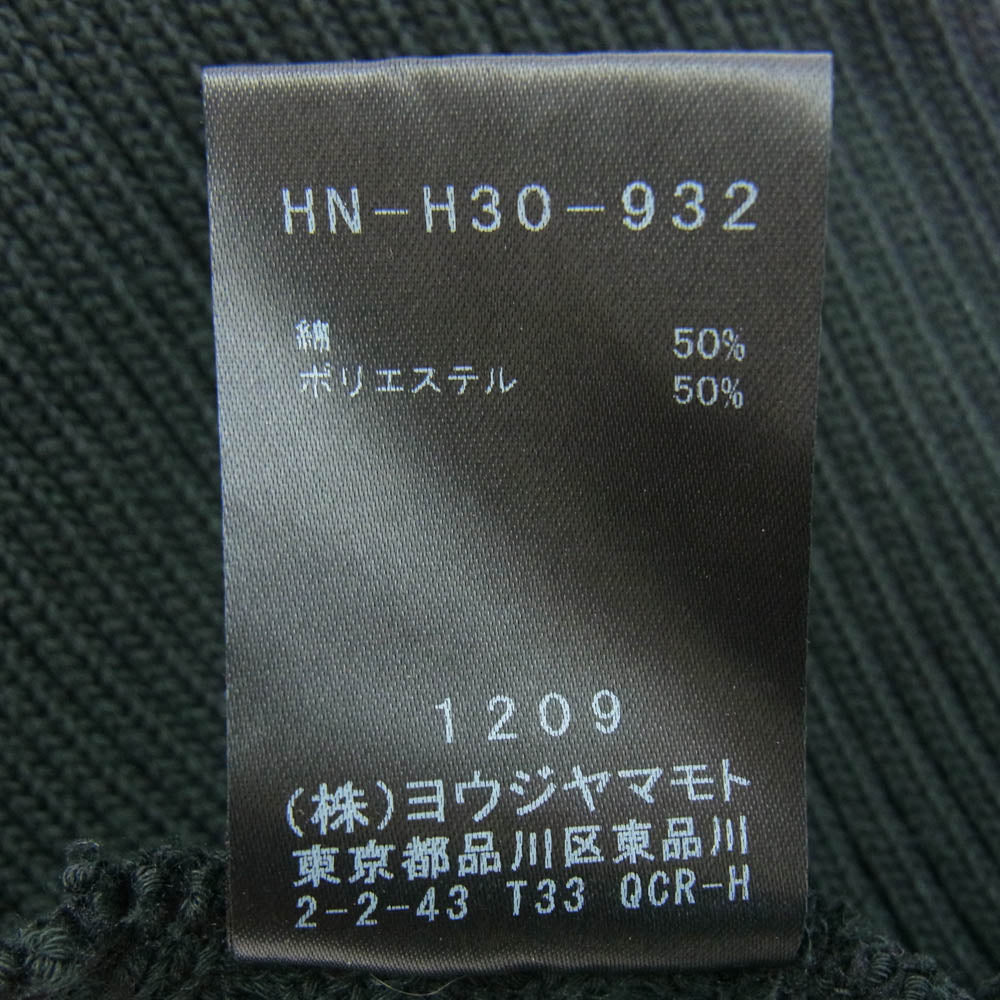 HN-H30-932
綿 50%
ポリエステル 50%
1209
(株)ヨウジヤマモト
東京都品川区東品川
2-2-43 T33 QCR-H